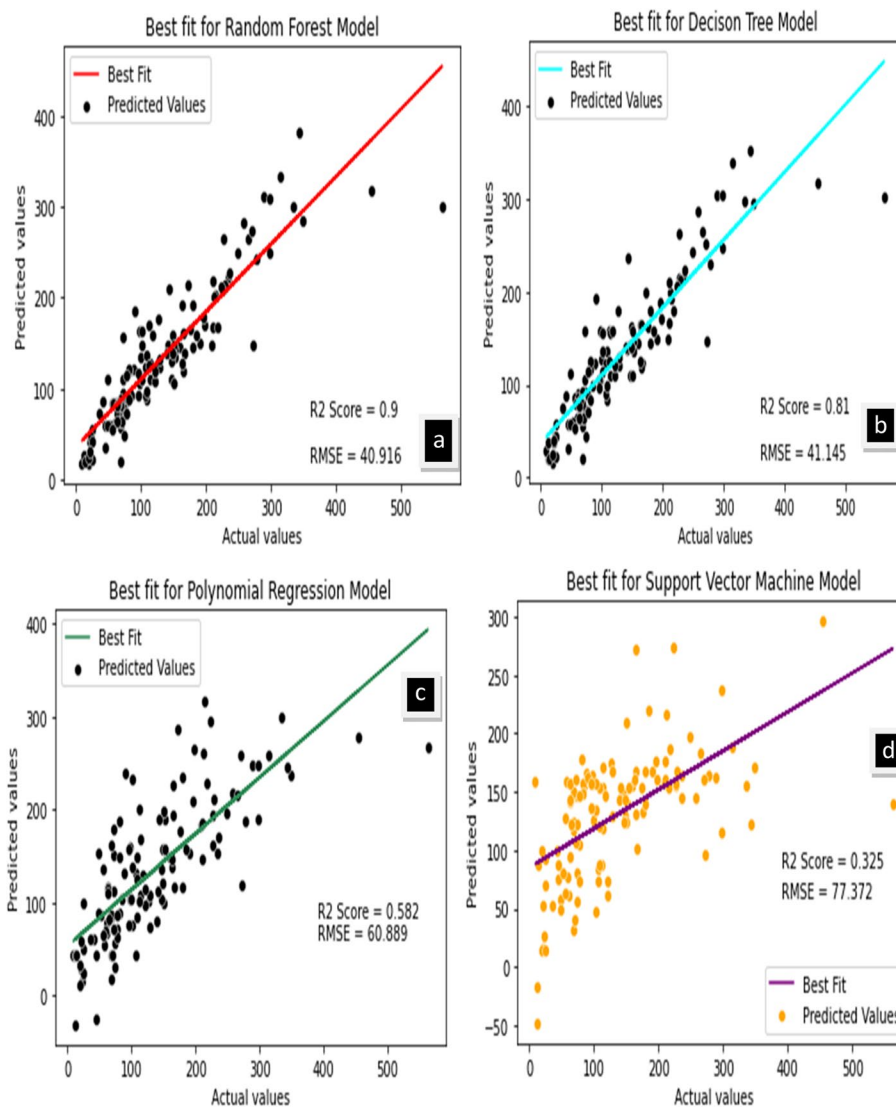 Best fit for Random Forest Model
Best Fit
Predicted Values
400
300
200
100
0
Predicted values
R2 Score = 0.9
RMSE = 40.916
a
0 100 200 300 400 500
Actual values
Best fit for Decison Tree Model
Best Fit
Predicted Values
400
300
200
100
0
Predicted values
R2 Score = 0.81
RMSE = 41.145
b
0 100 200 300 400 500
Actual values
Best fit for Polynomial Regression Model
Best Fit
Predicted Values
400
300
200
100
0
Predicted values
c
R2 Score = 0.582
RMSE = 60.889
0 100 200 300 400 500
Actual values
Best fit for Support Vector Machine Model
300
250
200
150
100
50
0
−50
Predicted values
d
R2 Score = 0.325
RMSE = 77.372
Best Fit
Predicted Values
0 100 200 300 400 500
Actual values